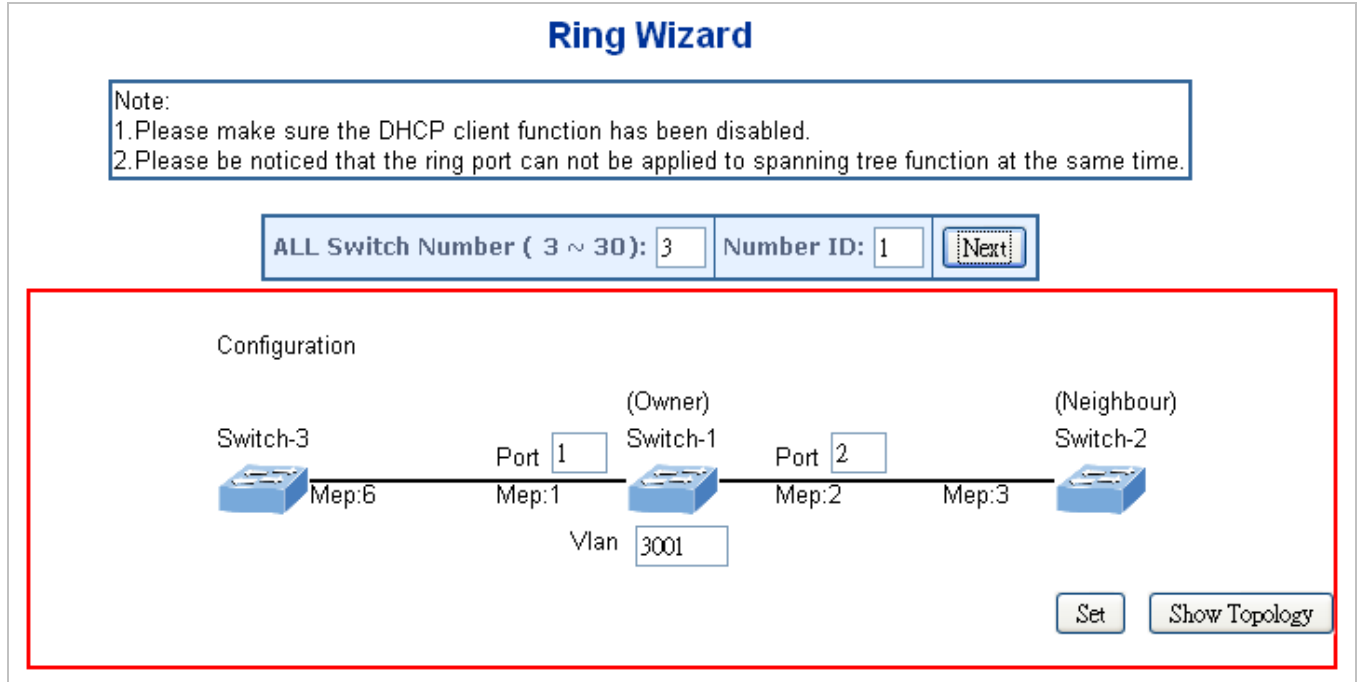 Ring Wizard
Note:
1.Please make sure the DHCP client function has been disabled.
2.Please be noticed that the ring port can not be applied to spanning tree function at the same time.
ALL Switch Number ( 3 ~ 30): 3 Number ID: 1 Next
Configuration
(Owner) (Neighbour)
Switch-3 Port 1 Switch-1 Port 2 Switch-2
Mep:6 Mep:1 Mep:2 Mep:3
Vlan 3001
Set Show Topology